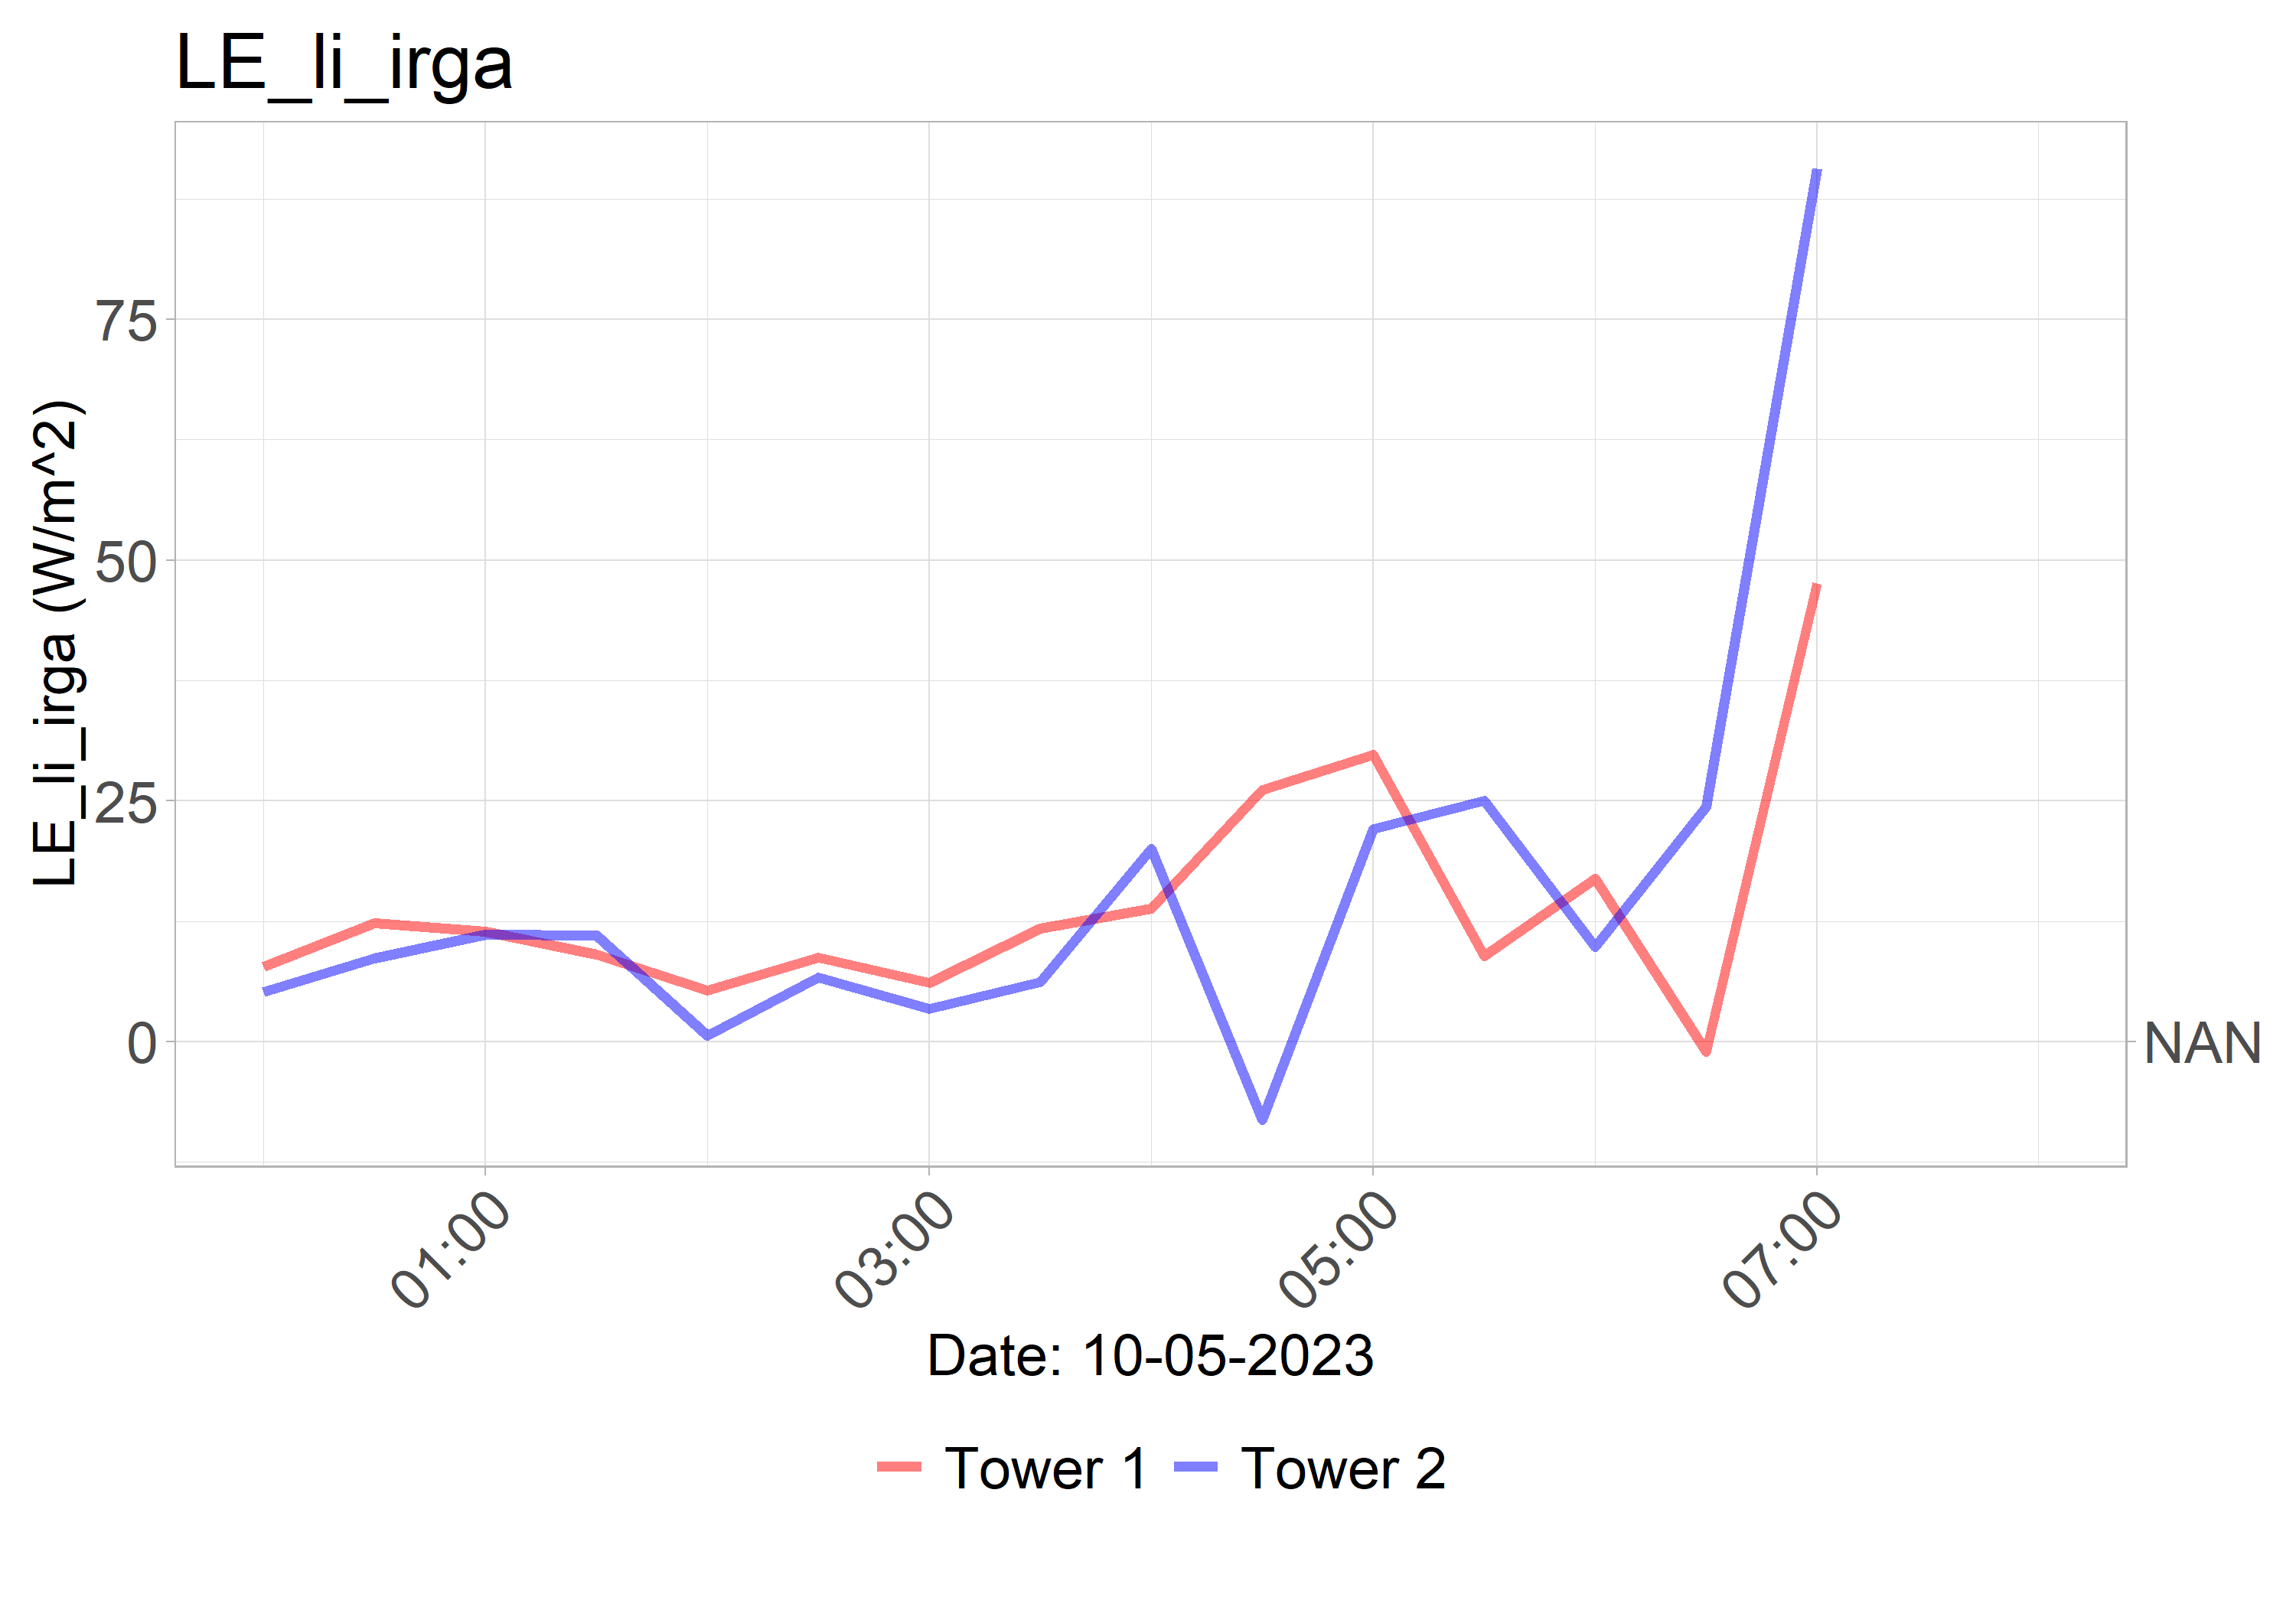 LE_li_irga
LE_li_irga (W/m^2)
75
50
25
0
NAN
01:00
03:00
05:00
07:00
Date: 10-05-2023
Tower 1
Tower 2